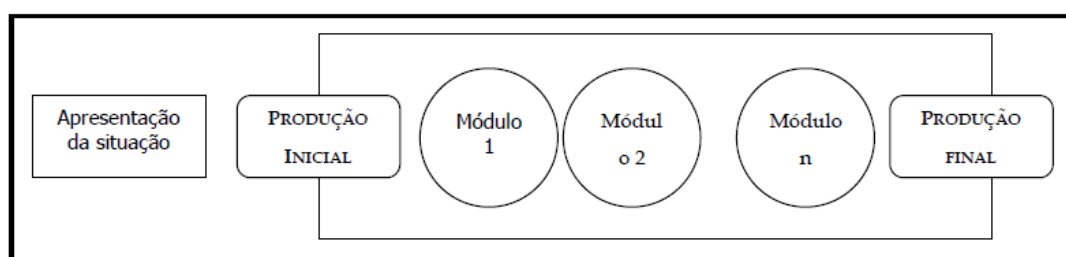 Apresentação
da situação
PRODUÇÃO
INICIAL
Módulo
1
Módul
o 2
Módulo
n
PRODUÇÃO
FINAL